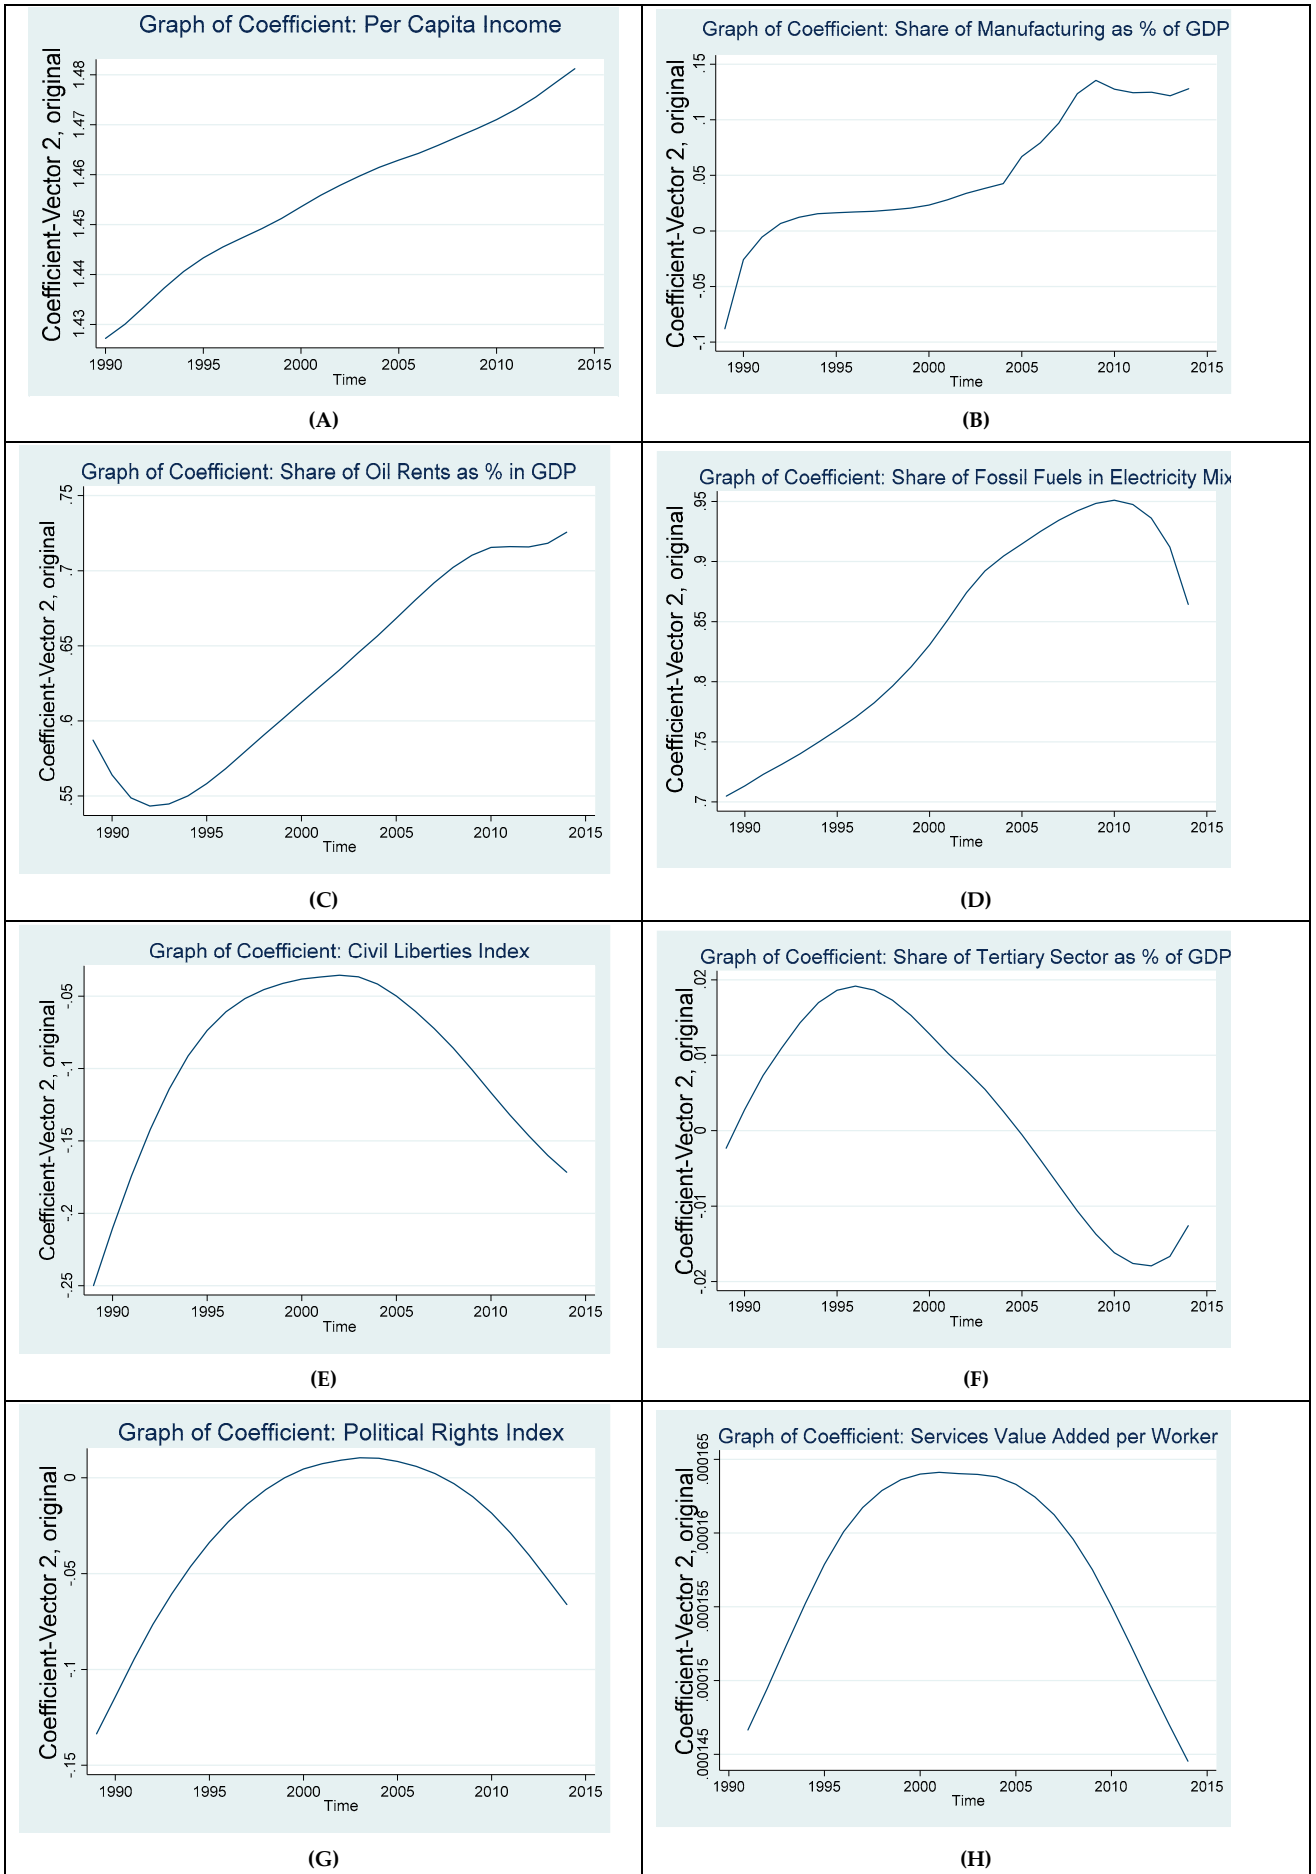 Graph of Coefficient: Per Capita Income
Coefficient-Vector 2, original
1.48
1.47
1.46
1.45
1.44
1.43
1990 1995 2000 2005 2010 2015
Time
(A)
Graph of Coefficient: Share of Manufacturing as % of GDP
Coefficient-Vector 2, original
.15
.1
.05
0
-.05
-.1
1990 1995 2000 2005 2010 2015
Time
(B)
Graph of Coefficient: Share of Oil Rents as % in GDP
Coefficient-Vector 2, original
.75
.7
.65
.6
.55
1990 1995 2000 2005 2010 2015
Time
(C)
Graph of Coefficient: Share of Fossil Fuels in Electricity Mix
Coefficient-Vector 2, original
.95
.9
.85
.8
.75
.7
1990 1995 2000 2005 2010 2015
Time
(D)
Graph of Coefficient: Civil Liberties Index
Coefficient-Vector 2, original
-.05
-.1
-.15
-.2
-.25
1990 1995 2000 2005 2010 2015
Time
(E)
Graph of Coefficient: Share of Tertiary Sector as % of GDP
Coefficient-Vector 2, original
.02
.01
0
-.01
-.02
1990 1995 2000 2005 2010 2015
Time
(F)
Graph of Coefficient: Political Rights Index
Coefficient-Vector 2, original
0
-.05
-.1
-.15
1990 1995 2000 2005 2010 2015
Time
(G)
Graph of Coefficient: Services Value Added per Worker
Coefficient-Vector 2, original
.000165
.00016
.000155
.00015
.000145
1990 1995 2000 2005 2010 2015
Time
(H)